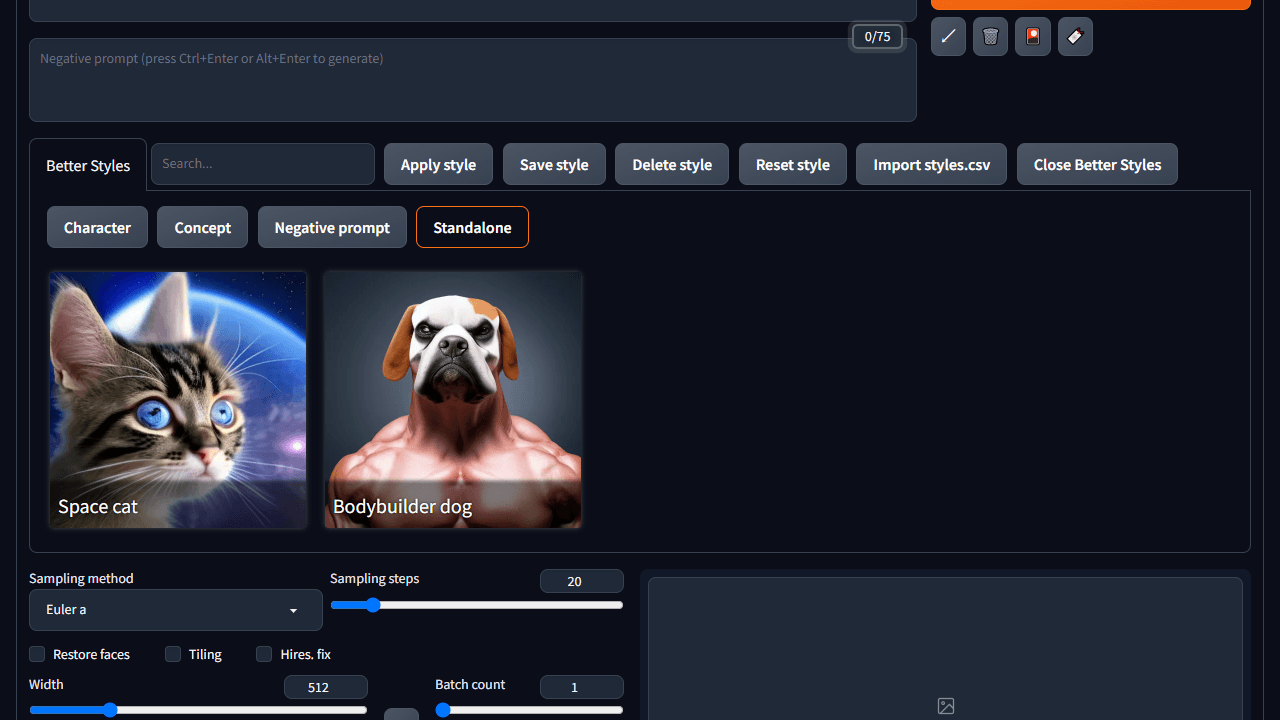 0/75
Negative prompt (press Ctrl+Enter or Alt+Enter to generate)
Better Styles
Search...
Apply style
Save style
Delete style
Reset style
Import styles.csv
Close Better Styles
Character
Concept
Negative prompt
Standalone
Space cat
Bodybuilder dog
Sampling method
Sampling steps
20
Euler a
Restore faces
Tiling
Hires. fix
Width
512
Batch count
1